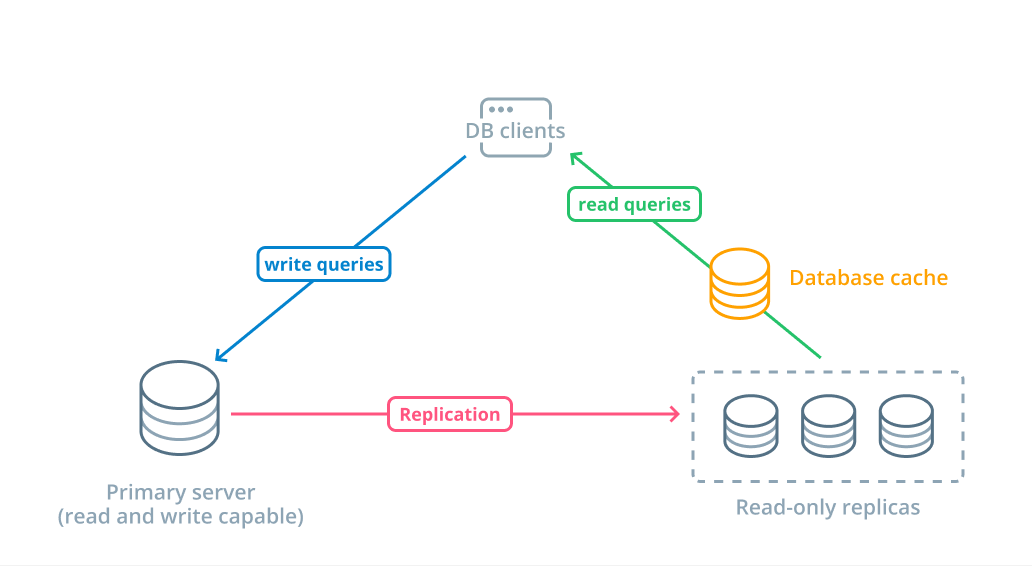 DB clients
read queries
write queries
Database cache
Replication
Primary server
(read and write capable)
Read-only replicas